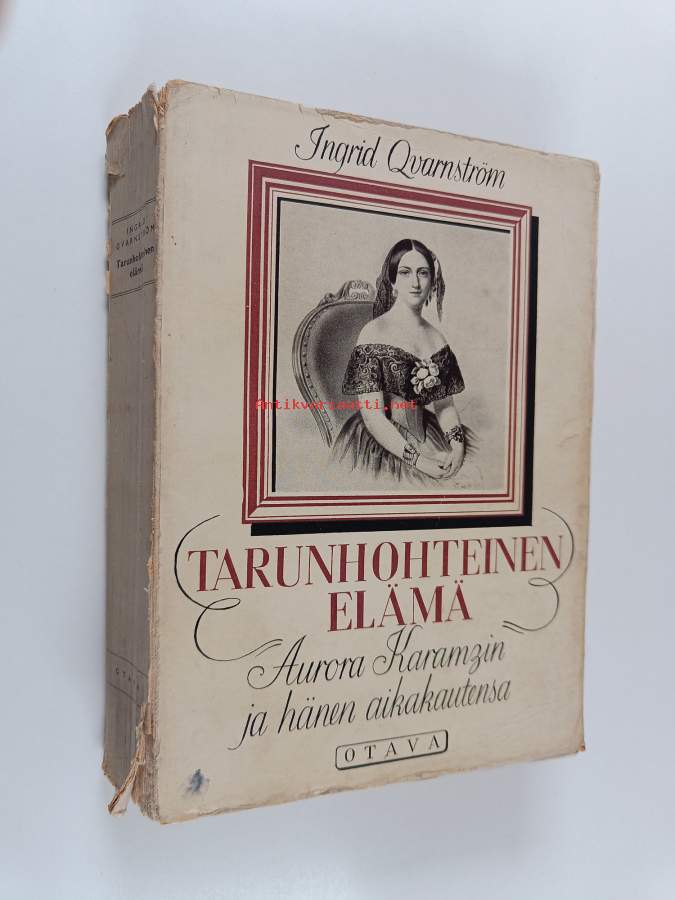 Ingrid Qvarnström
Antikvariaatti.net
TARUNHOHTEINEN
ELÄMÄ
Aurora Karamzin
ja hänen aikakautensa
OTAVA
INGRID
QVARNSTRÖM
Tarunhohteinen
elämä
OTAVA